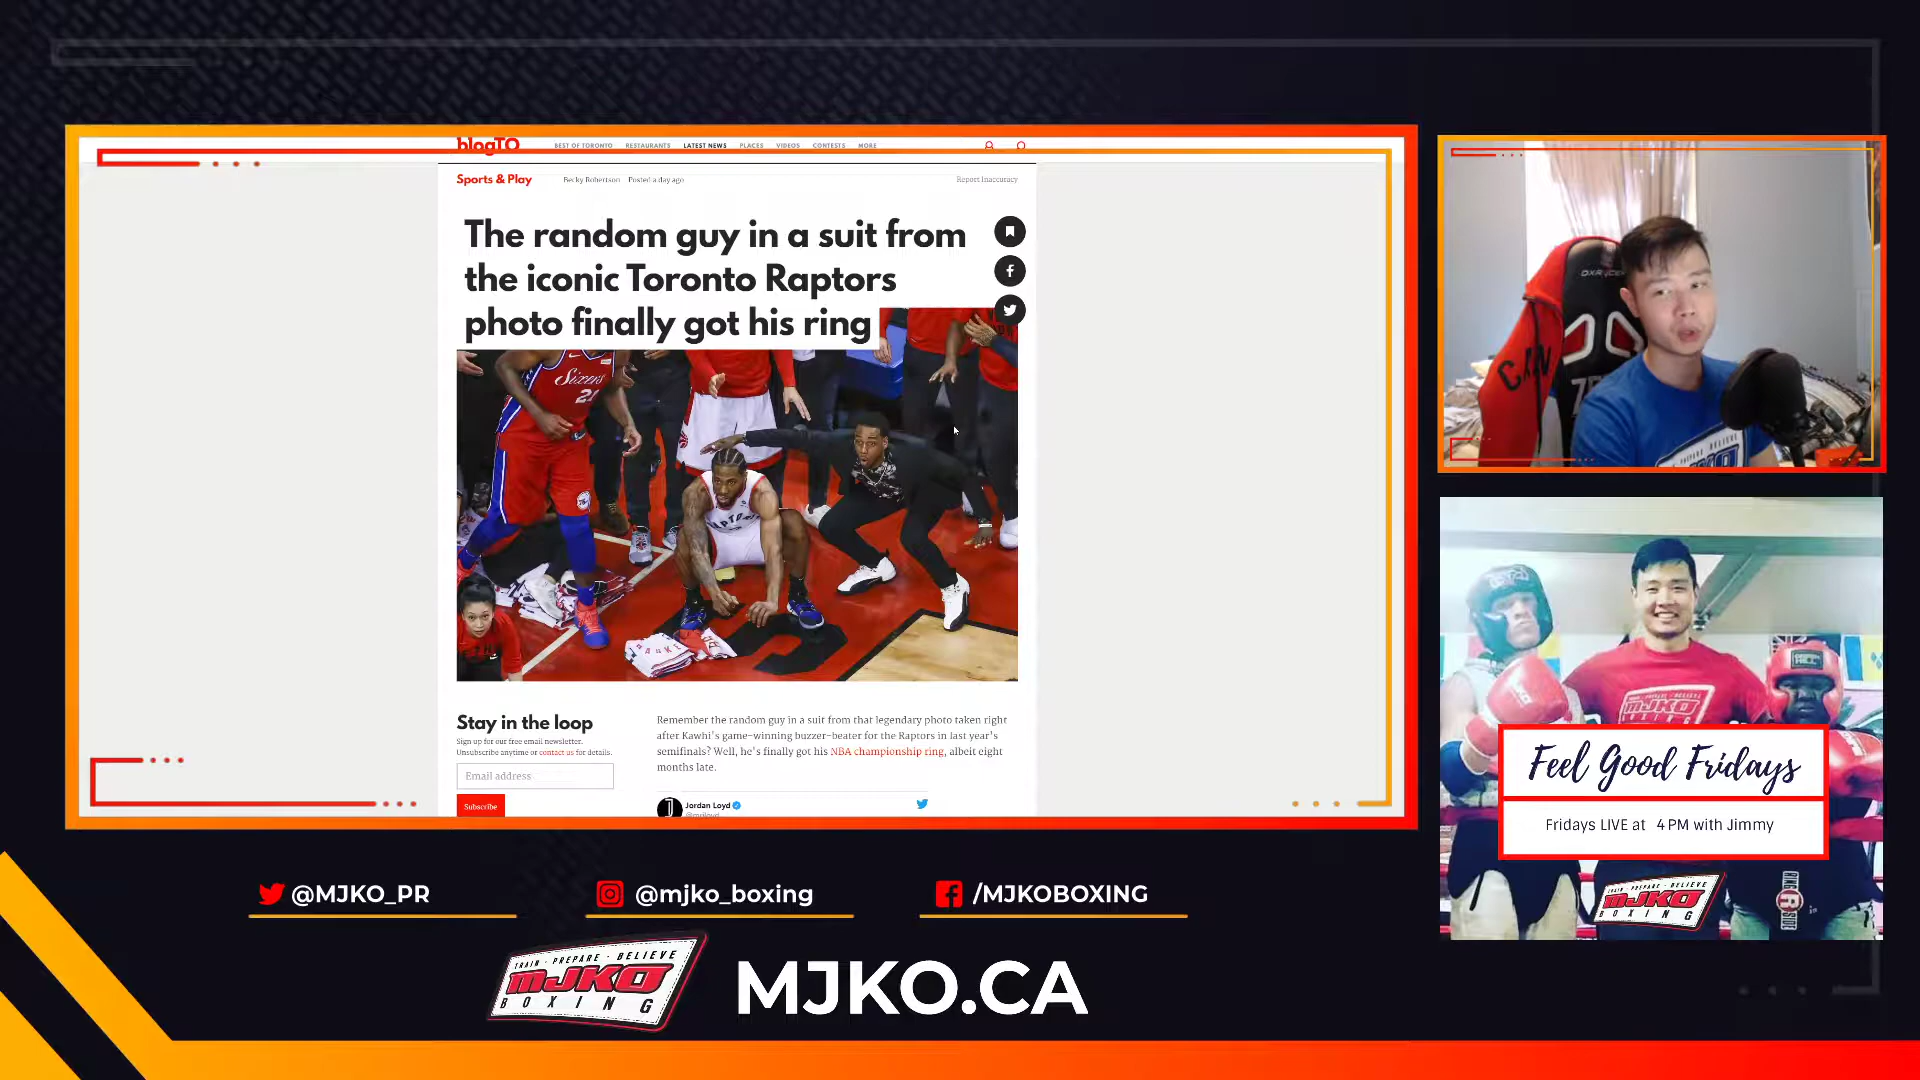 blogTO
BEST OF TORONTO RESTAURANTS LATEST NEWS PLACES VIDEOS CONTESTS MORE
Sports & Play Becky Robertson Posted a day ago Report Inaccuracy
The random guy in a suit from
the iconic Toronto Raptors
photo finally got his ring
Sixers
21
Stay in the loop
Sign up for our free email newsletter.
Unsubscribe anytime or contact us for details.
Email address
Subscribe
Remember the random guy in a suit from that legendary photo taken right
after Kawhi's game-winning buzzer-beater for the Raptors in last year's
semifinals? Well, he's finally got his NBA championship ring, albeit eight
months late.
Jordan Loyd
Feel Good Fridays
Fridays LIVE at 4 PM with Jimmy
TRAIN · PREPARE · BELIEVE
MJKO
BOXING
@MJKO_PR
@mjko_boxing
/MJKOBOXING
TRAIN · PREPARE · BELIEVE
MJKO
BOXING
MJKO.CA